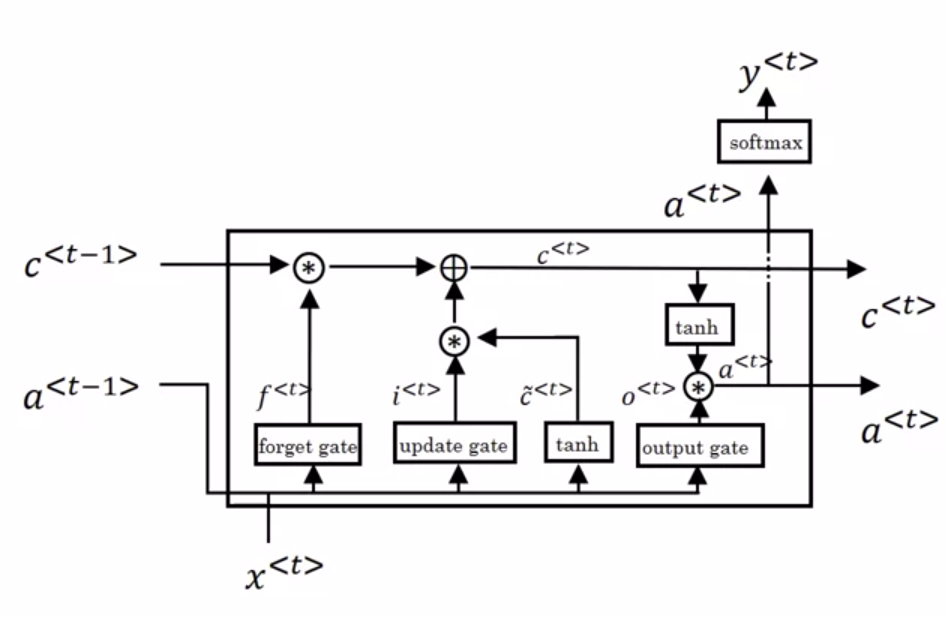 y<t>
softmax
a<t>
c<t-1>
c<t>
c<t>
tanh
a<t-1>
f<t>
i<t>
c̃<t>
o<t>
a<t>
a<t>
forget gate
update gate
tanh
output gate
x<t>